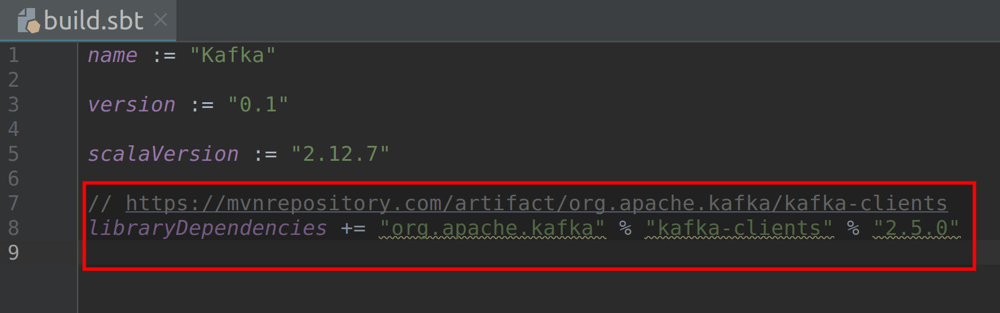 build.sbt
1 name := "Kafka"
2
3 version := "0.1"
4
5 scalaVersion := "2.12.7"
6
7 // https://mvnrepository.com/artifact/org.apache.kafka/kafka-clients
8 libraryDependencies += "org.apache.kafka" % "kafka-clients" % "2.5.0"
9